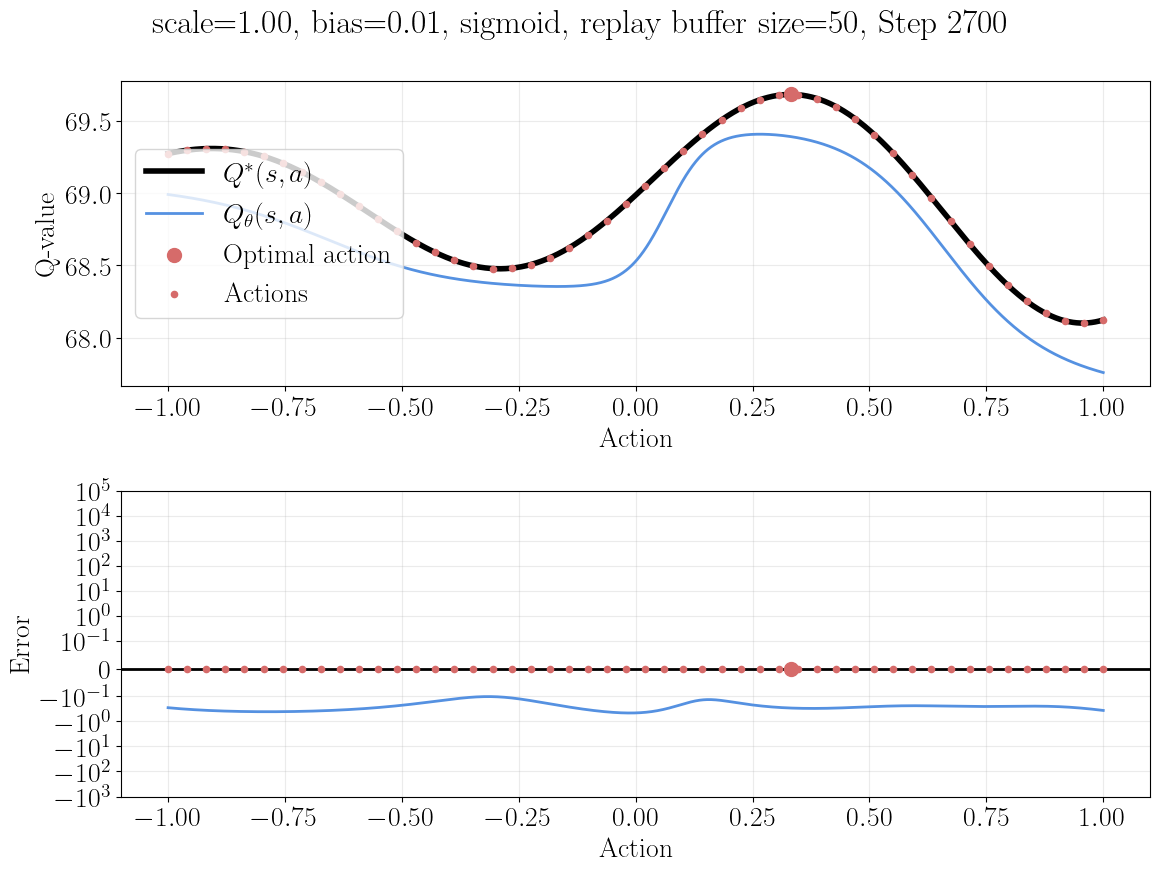 scale=1.00, bias=0.01, sigmoid, replay buffer size=50, Step 2700
Q-value
69.5
69.0
68.5
68.0
Q*(s, a)
Qθ(s, a)
Optimal action
Actions
−1.00 −0.75 −0.50 −0.25 0.00 0.25 0.50 0.75 1.00
Action
Error
10^5
10^4
10^3
10^2
10^1
10^0
10^−1
0
−10^−1
−10^0
−10^1
−10^2
−10^3
−1.00 −0.75 −0.50 −0.25 0.00 0.25 0.50 0.75 1.00
Action